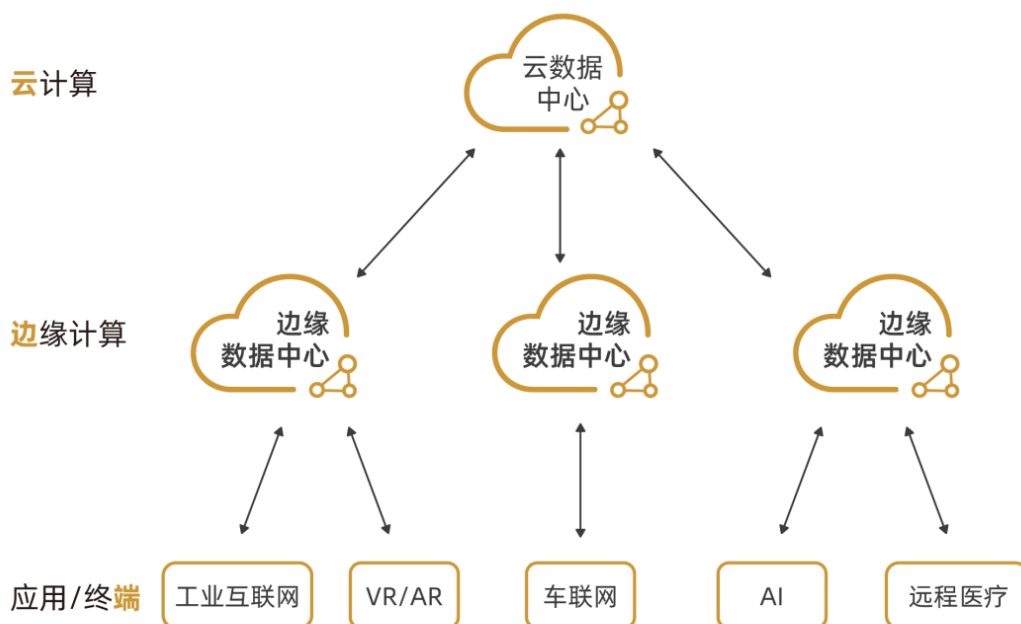 云计算
云数据
中心
边缘计算
边缘
数据中心
边缘
数据中心
边缘
数据中心
应用/终端
工业互联网
VR/AR
车联网
AI
远程医疗